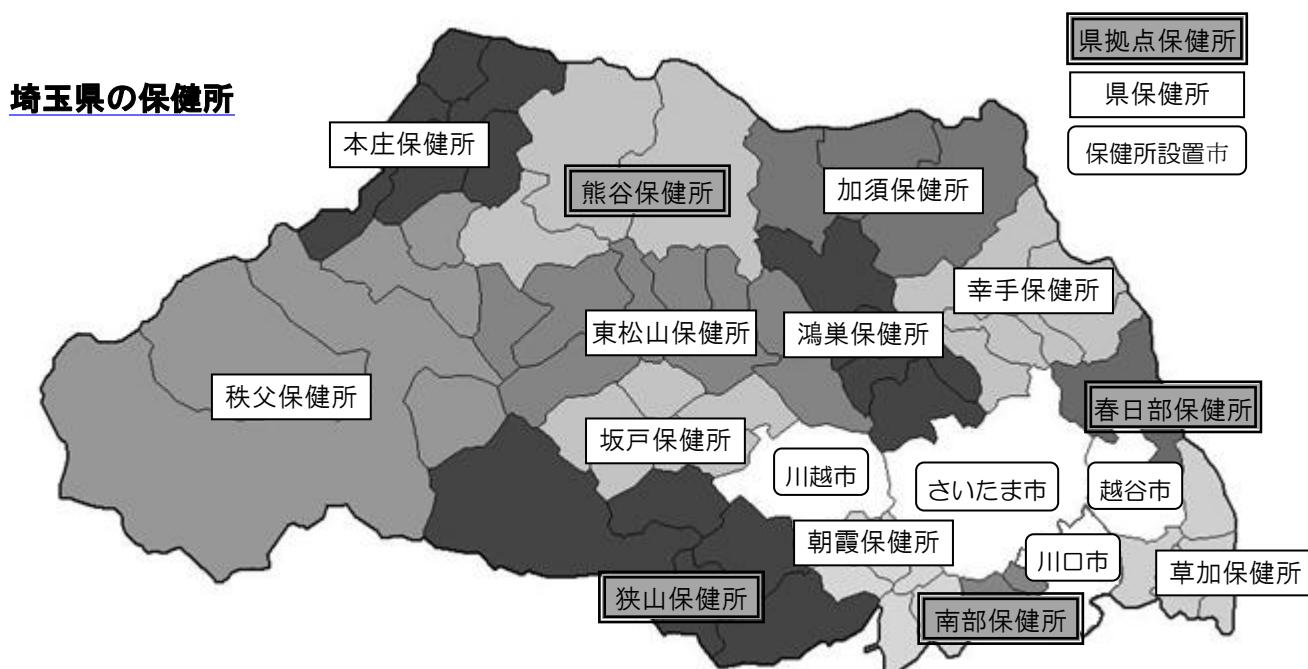 埼玉県の保健所
県拠点保健所
県保健所
保健所設置市
本庄保健所
熊谷保健所
加須保健所
幸手保健所
東松山保健所
鴻巣保健所
秩父保健所
春日部保健所
坂戸保健所
川越市
さいたま市
越谷市
朝霞保健所
川口市
草加保健所
狭山保健所
南部保健所